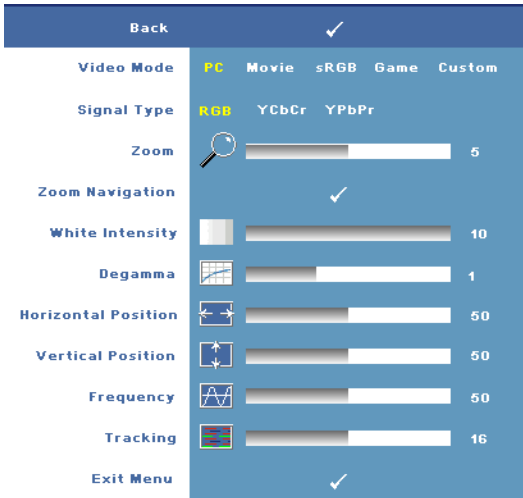 Back
Video Mode PC Movie sRGB Game Custom
Signal Type RGB YCbCr YPbPr
Zoom 5
Zoom Navigation
White Intensity 10
Degamma 1
Horizontal Position 50
Vertical Position 50
Frequency 50
Tracking 16
Exit Menu